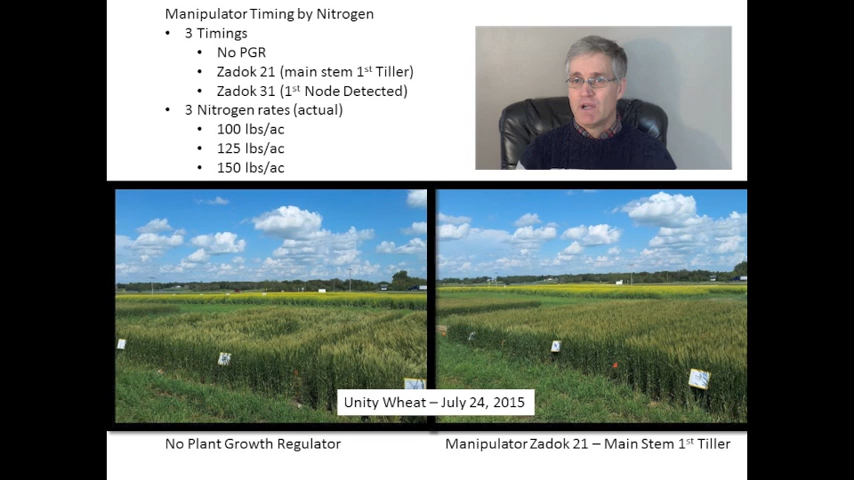 Manipulator Timing by Nitrogen
• 3 Timings
• No PGR
• Zadok 21 (main stem 1st Tiller)
• Zadok 31 (1st Node Detected)
• 3 Nitrogen rates (actual)
• 100 lbs/ac
• 125 lbs/ac
• 150 lbs/ac
Unity Wheat – July 24, 2015
No Plant Growth Regulator
Manipulator Zadok 21 – Main Stem 1st Tiller